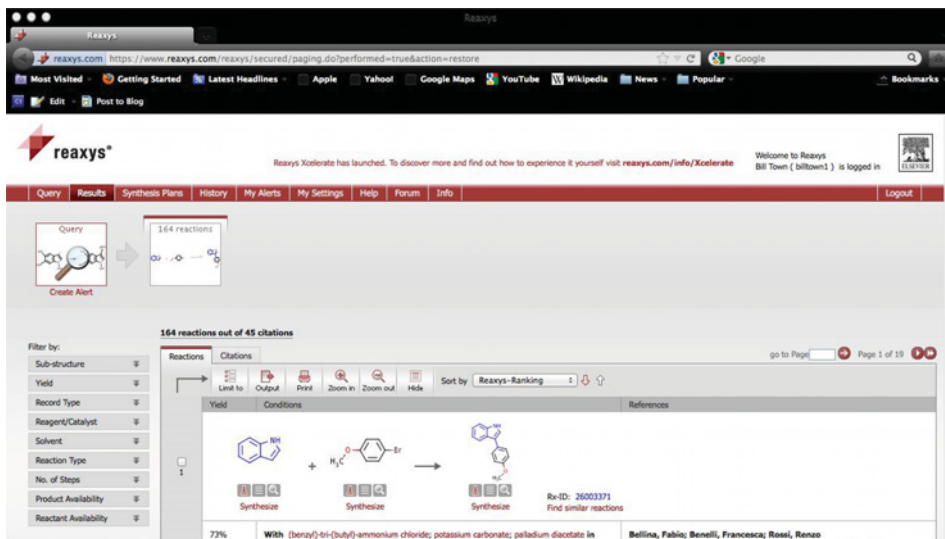 Reaxys
Reaxys
reaxys.com https://www.reaxys.com/reaxys/secured/paging.do?performed=true&action=restore
Google
Most Visited Getting Started Latest Headlines Apple Yahoo! Google Maps YouTube Wikipedia News Popular Bookmarks
Edit Post to Blog
reaxys®
Reaxys Xcelerate has launched. To discover more and find out how to experience it yourself visit reaxys.com/info/Xcelerate
Welcome to Reaxys
Bill Town ( billtown1 ) is logged in
ELSEVIER
Query Results Synthesis Plans History My Alerts My Settings Help Forum Info Logout
Query
164 reactions
Create Alert
164 reactions out of 45 citations
Filter by:
Sub-structure
Yield
Record Type
Reagent/Catalyst
Solvent
Reaction Type
No. of Steps
Product Availability
Reactant Availability
Reactions Citations
go to Page Page 1 of 19
Limit to Output Print Zoom in Zoom out Hide Sort by Reaxys-Ranking
Yield Conditions References
1
NH
+
H₃C O Br
NH
O
H₃C
Synthesize Synthesize Synthesize
Rx-ID: 26003371
Find similar reactions
73% With (benzyl)-tri-(butyl)-ammonium chloride; potassium carbonate; palladium diacetate in Bellina, Fabio; Benelli, Francesca; Rossi, Renzo